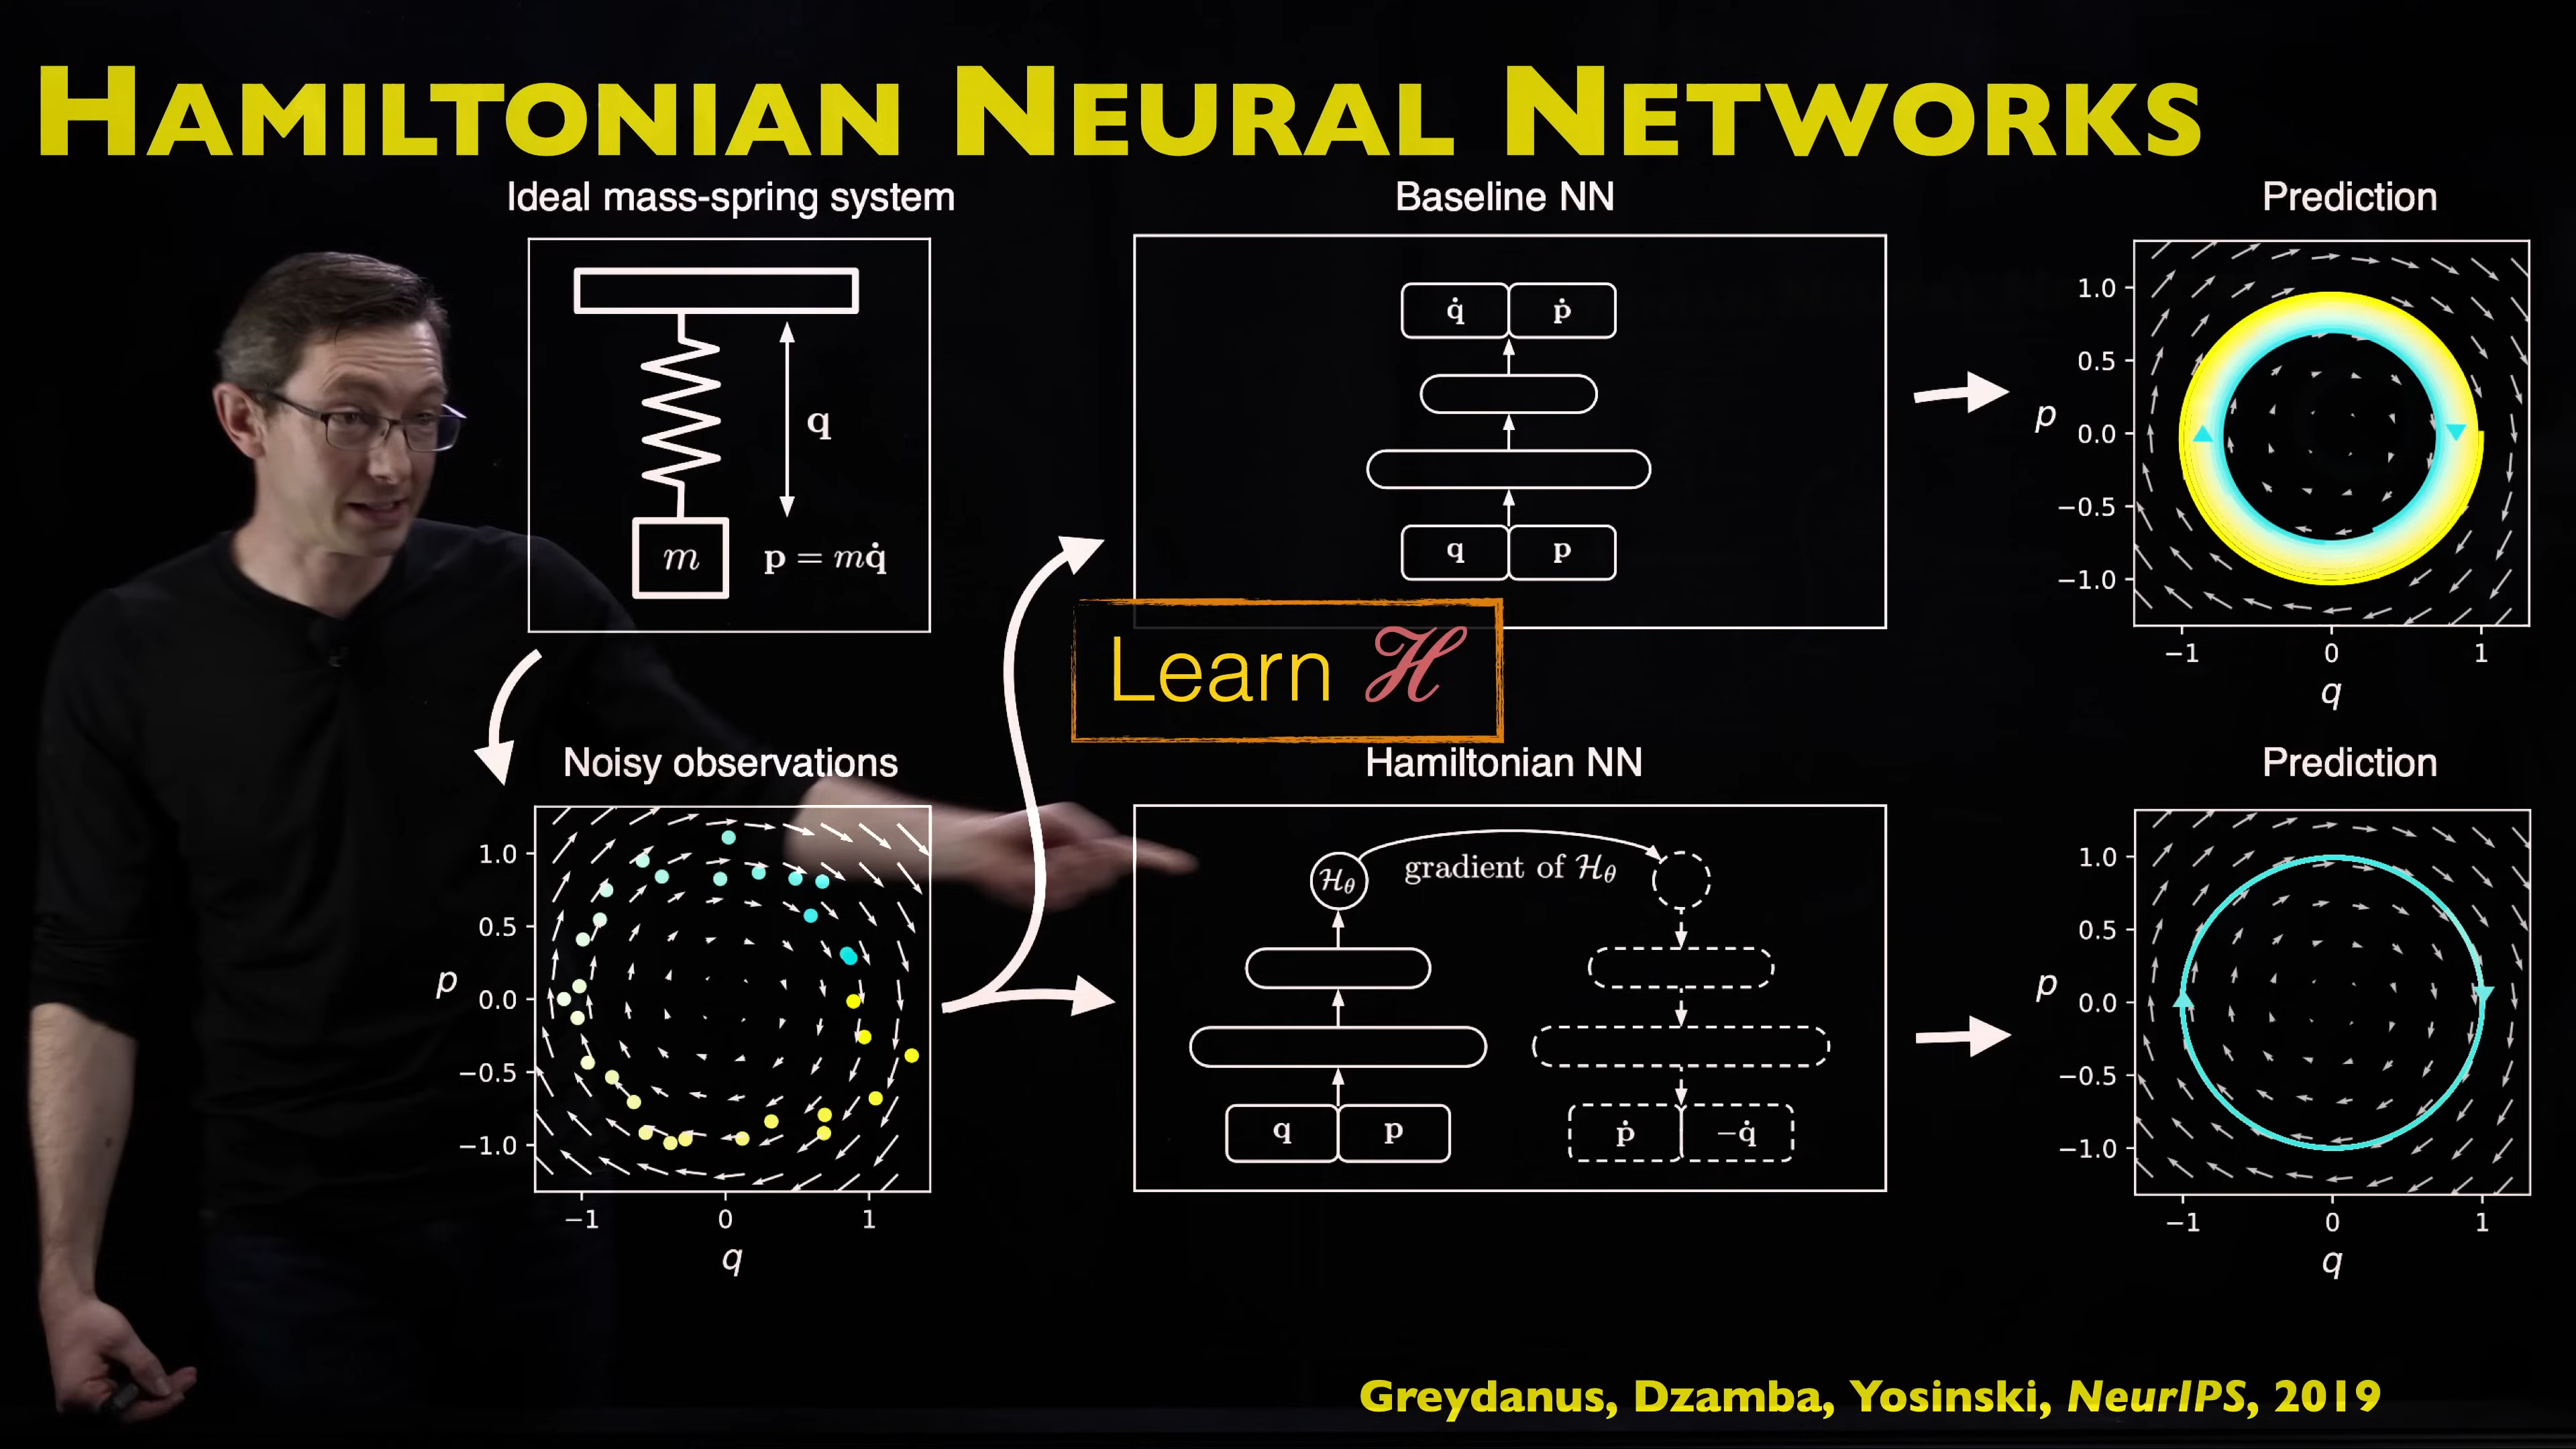 HAMILTONIAN NEURAL NETWORKS
Ideal mass-spring system
q
m
p = mq̇
Noisy observations
1.0
0.5
0.0
−0.5
−1.0
p
−1 0 1
q
Baseline NN
q̇ ṗ
q p
Learn ℋ
Hamiltonian NN
ℋθ
gradient of ℋθ
q p
ṗ −q̇
Prediction
1.0
0.5
0.0
−0.5
−1.0
p
−1 0 1
q
Prediction
1.0
0.5
0.0
−0.5
−1.0
p
−1 0 1
q
Greydanus, Dzamba, Yosinski, NeurIPS, 2019